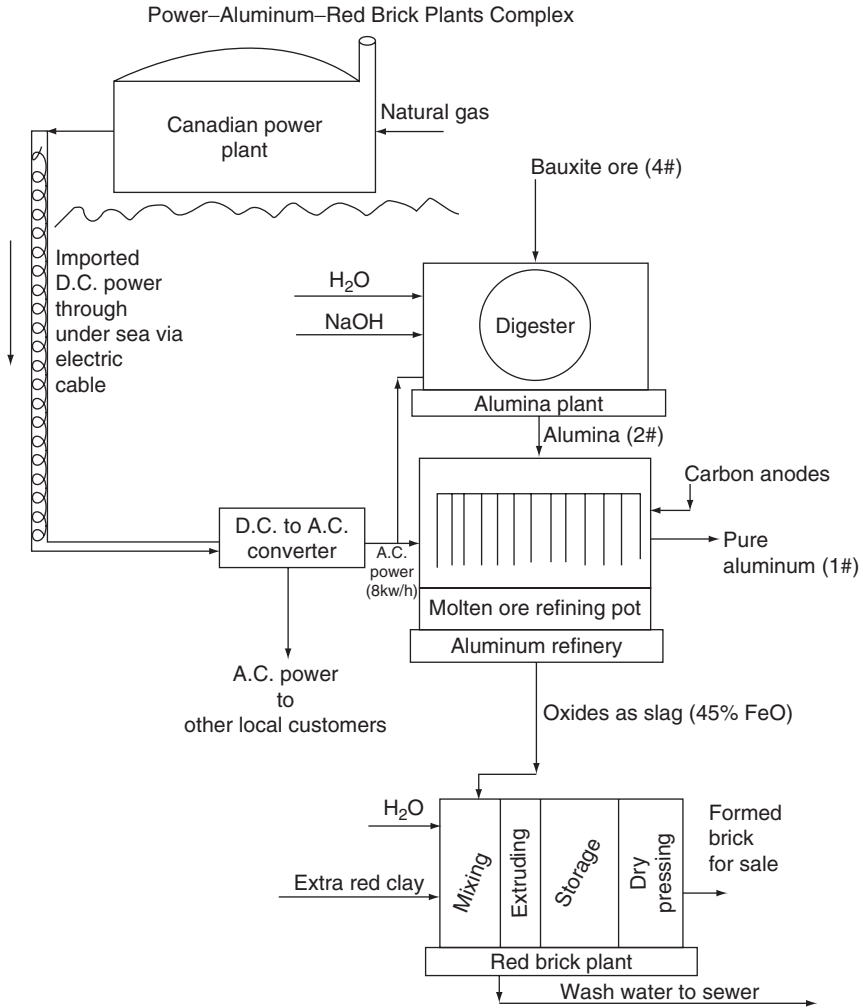 Power–Aluminum–Red Brick Plants Complex
Canadian power
plant
Natural gas
Bauxite ore (4#)
Imported
D.C. power
through
under sea via
electric
cable
H₂O
NaOH
Digester
Alumina plant
Alumina (2#)
Carbon anodes
D.C. to A.C.
converter
A.C.
power
(8kw/h)
Pure
aluminum (1#)
Molten ore refining pot
Aluminum refinery
A.C. power
to
other local customers
Oxides as slag (45% FeO)
H₂O
Extra red clay
Mixing
Extruding
Storage
Dry
pressing
Formed
brick
for sale
Red brick plant
Wash water to sewer